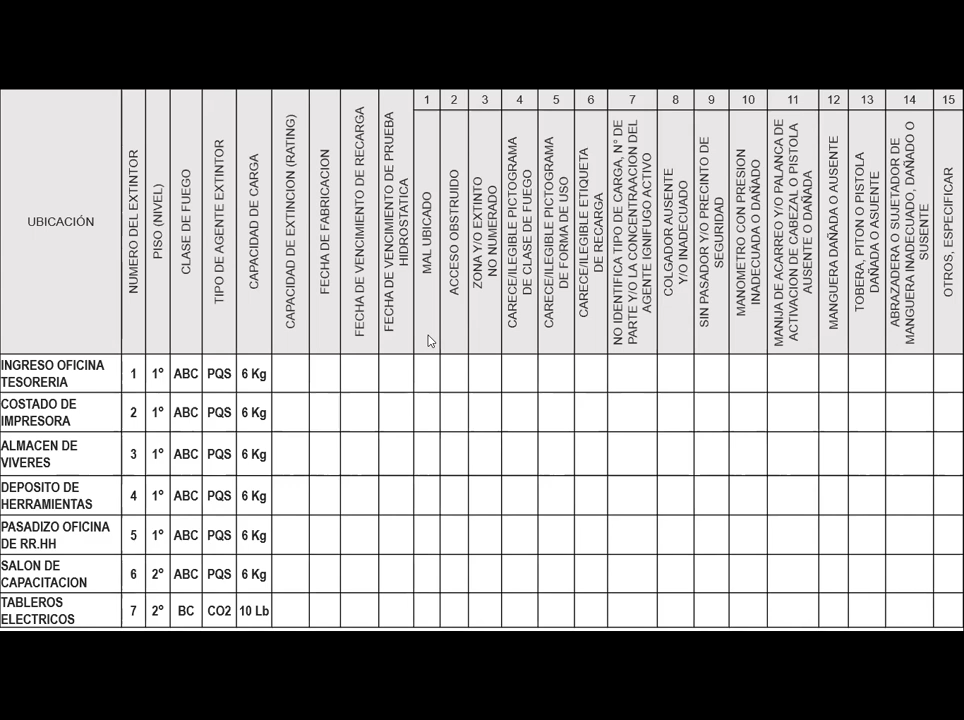 UBICACIÓN
NUMERO DEL EXTINTOR
PISO (NIVEL)
CLASE DE FUEGO
TIPO DE AGENTE EXTINTOR
CAPACIDAD DE CARGA
CAPACIDAD DE EXTINCION (RATING)
FECHA DE FABRICACION
FECHA DE VENCIMIENTO DE RECARGA
FECHA DE VENCIMIENTO DE PRUEBA
HIDROSTATICA
1
MAL UBICADO
2
ACCESO OBSTRUIDO
3
ZONA Y/O EXTINTO
NO NUMERADO
4
CARECE/ILEGIBLE PICTOGRAMA
DE CLASE DE FUEGO
5
CARECE/ILEGIBLE PICTOGRAMA
DE FORMA DE USO
6
CARECE/ILEGIBLE ETIQUETA
DE RECARGA
7
NO IDENTIFICA TIPO DE CARGA, N° DE
PARTE Y/O LA CONCENTRAACION DEL
AGENTE IGNIFUGO ACTIVO
8
COLGADOR AUSENTE
Y/O INADECUADO
9
SIN PASADOR Y/O PRECINTO DE
SEGURIDAD
10
MANOMETRO CON PRESION
INADECUADA O DAÑADO
11
MANIJA DE ACARREO Y/O PALANCA DE
ACTIVACION DE CABEZAL O PISTOLA
AUSENTE O DAÑADA
12
MANGUERA DAÑADA O AUSENTE
13
TOBERA, PITON O PISTOLA
DAÑADA O ASUENTE
14
ABRAZADERA O SUJETADOR DE
MANGUERA INADECUADO, DAÑADO O
SUSENTE
15
OTROS, ESPECIFICAR
INGRESO OFICINA
TESORERIA
1 1° ABC PQS 6 Kg
COSTADO DE
IMPRESORA
2 1° ABC PQS 6 Kg
ALMACEN DE
VIVERES
3 1° ABC PQS 6 Kg
DEPOSITO DE
HERRAMIENTAS
4 1° ABC PQS 6 Kg
PASADIZO OFICINA
DE RR.HH
5 1° ABC PQS 6 Kg
SALON DE
CAPACITACION
6 2° ABC PQS 6 Kg
TABLEROS
ELECTRICOS
7 2° BC CO2 10 Lb